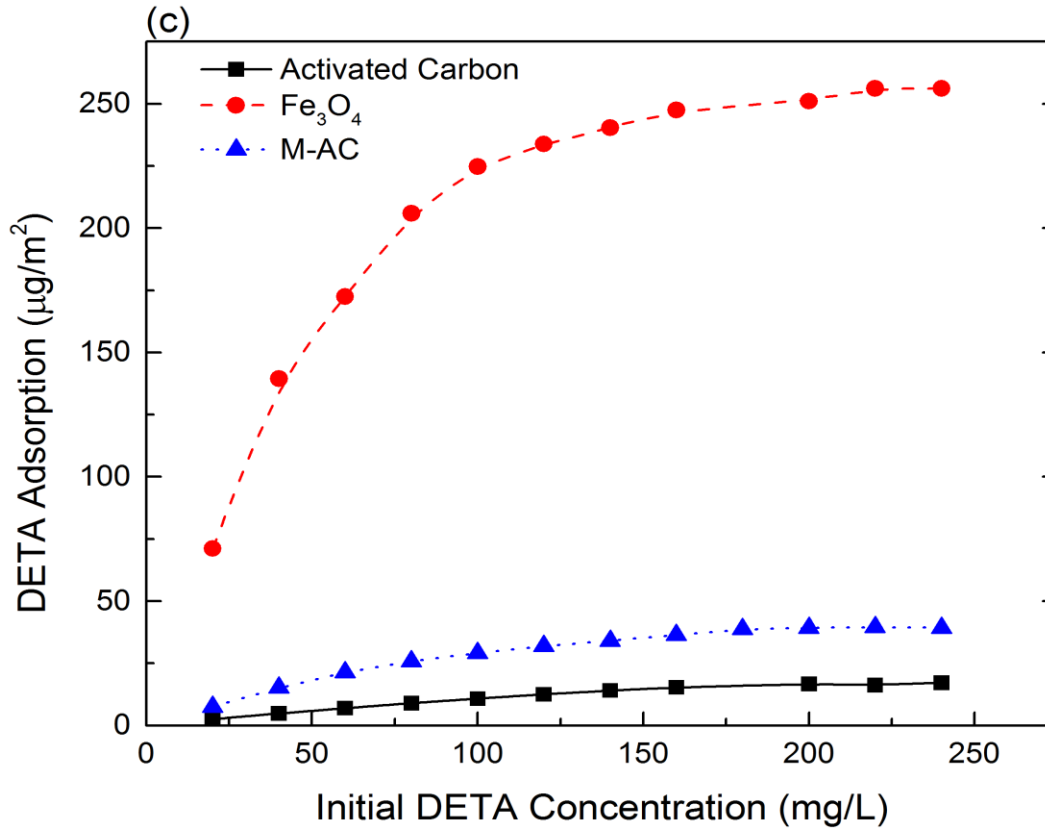 (c)
Activated Carbon
Fe₃O₄
M-AC
250
200
150
100
50
0
DETA Adsorption (μg/m²)
0 50 100 150 200 250
Initial DETA Concentration (mg/L)